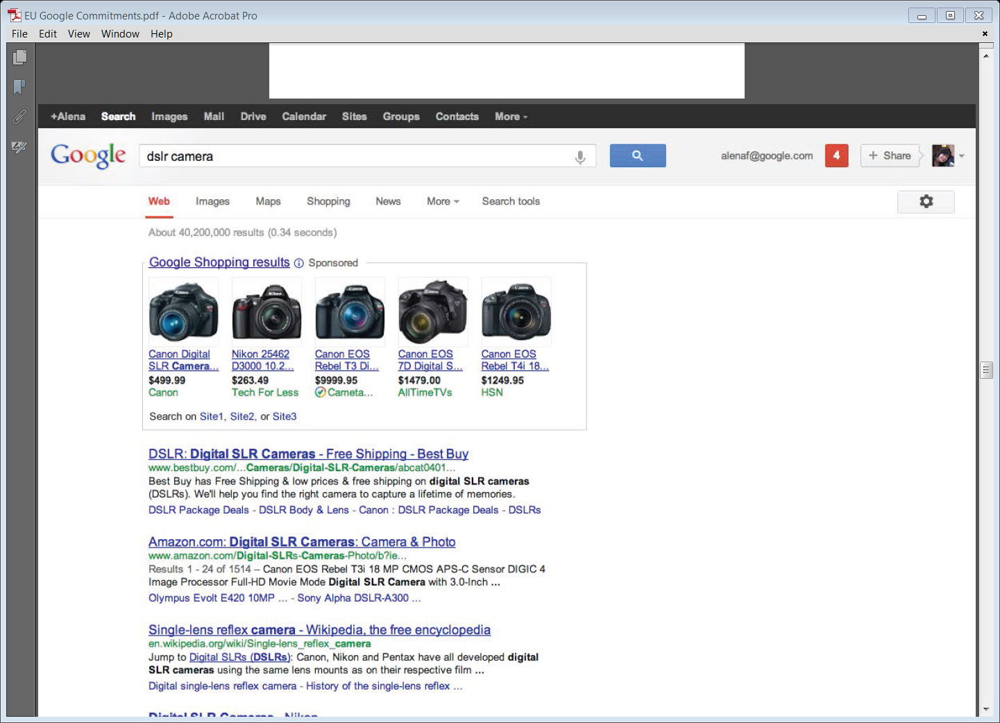 EU Google Commitments.pdf - Adobe Acrobat Pro
File Edit View Window Help
+Alena Search Images Mail Drive Calendar Sites Groups Contacts More
Google dslr camera alenaf@google.com 4 + Share
Web Images Maps Shopping News More Search tools
About 40,200,000 results (0.34 seconds)
Google Shopping results Sponsored
Canon Digital SLR Camera...
$499.99
Canon
Nikon 25462 D3000 10.2...
$263.49
Tech For Less
Canon EOS Rebel T3 Di...
$9999.95
Cameta...
Canon EOS 7D Digital S...
$1479.00
AllTimeTVs
Canon EOS Rebel T4i 18...
$1249.95
HSN
Search on Site1, Site2, or Site3
DSLR: Digital SLR Cameras - Free Shipping - Best Buy
www.bestbuy.com/...Cameras/Digital-SLR-Cameras/abcat0401...
Best Buy has Free Shipping & low prices & free shipping on digital SLR cameras
(DSLRs). We'll help you find the right camera to capture a lifetime of memories.
DSLR Package Deals - DSLR Body & Lens - Canon : DSLR Package Deals - DSLRs
Amazon.com: Digital SLR Cameras: Camera & Photo
www.amazon.com/Digital-SLRs-Cameras-Photo/b?ie...
Results 1 - 24 of 1514 – Canon EOS Rebel T3i 18 MP CMOS APS-C Sensor DIGIC 4
Image Processor Full-HD Movie Mode Digital SLR Camera with 3.0-Inch ...
Olympus Evolt E420 10MP ... - Sony Alpha DSLR-A300 ...
Single-lens reflex camera - Wikipedia, the free encyclopedia
en.wikipedia.org/wiki/Single-lens_reflex_camera
Jump to Digital SLRs (DSLRs): Canon, Nikon and Pentax have all developed digital
SLR cameras using the same lens mounts as on their respective film ...
Digital single-lens reflex camera - History of the single-lens reflex ...
Digital SLR Cameras - Nikon